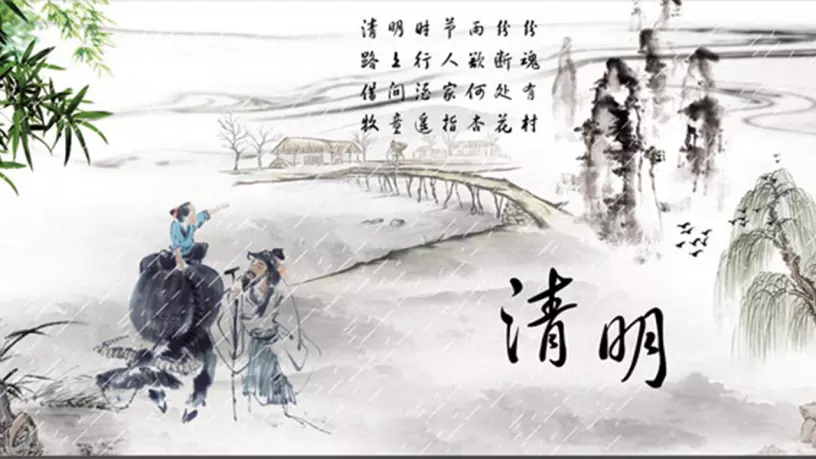 清明时节雨纷纷
路上行人欲断魂
借问酒家何处有
牧童遥指杏花村
清明